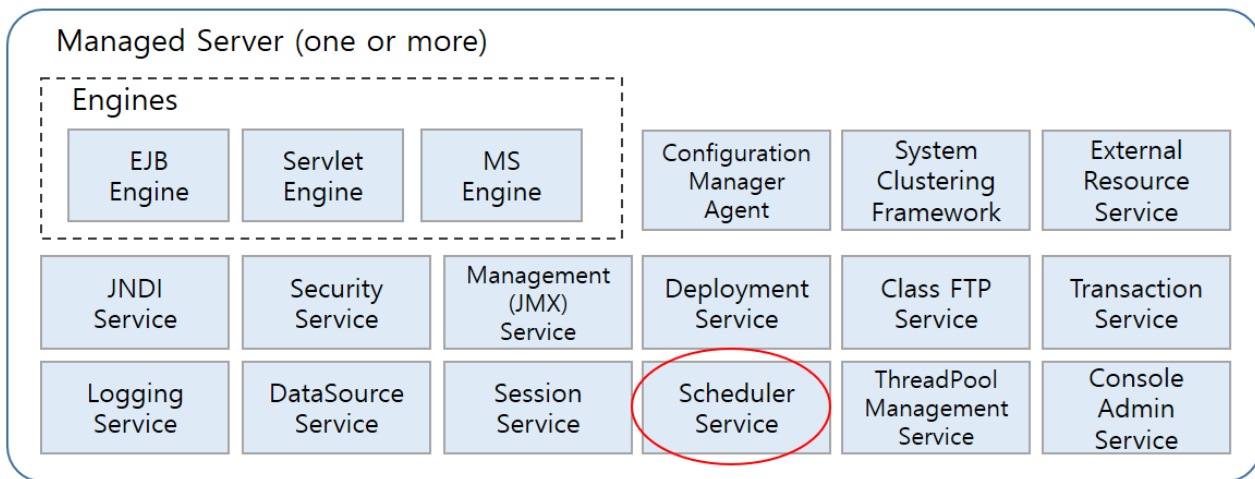 Managed Server (one or more)
Engines
EJB
Engine
Servlet
Engine
MS
Engine
Configuration
Manager
Agent
System
Clustering
Framework
External
Resource
Service
JNDI
Service
Security
Service
Management
(JMX)
Service
Deployment
Service
Class FTP
Service
Transaction
Service
Logging
Service
DataSource
Service
Session
Service
Scheduler
Service
ThreadPool
Management
Service
Console
Admin
Service